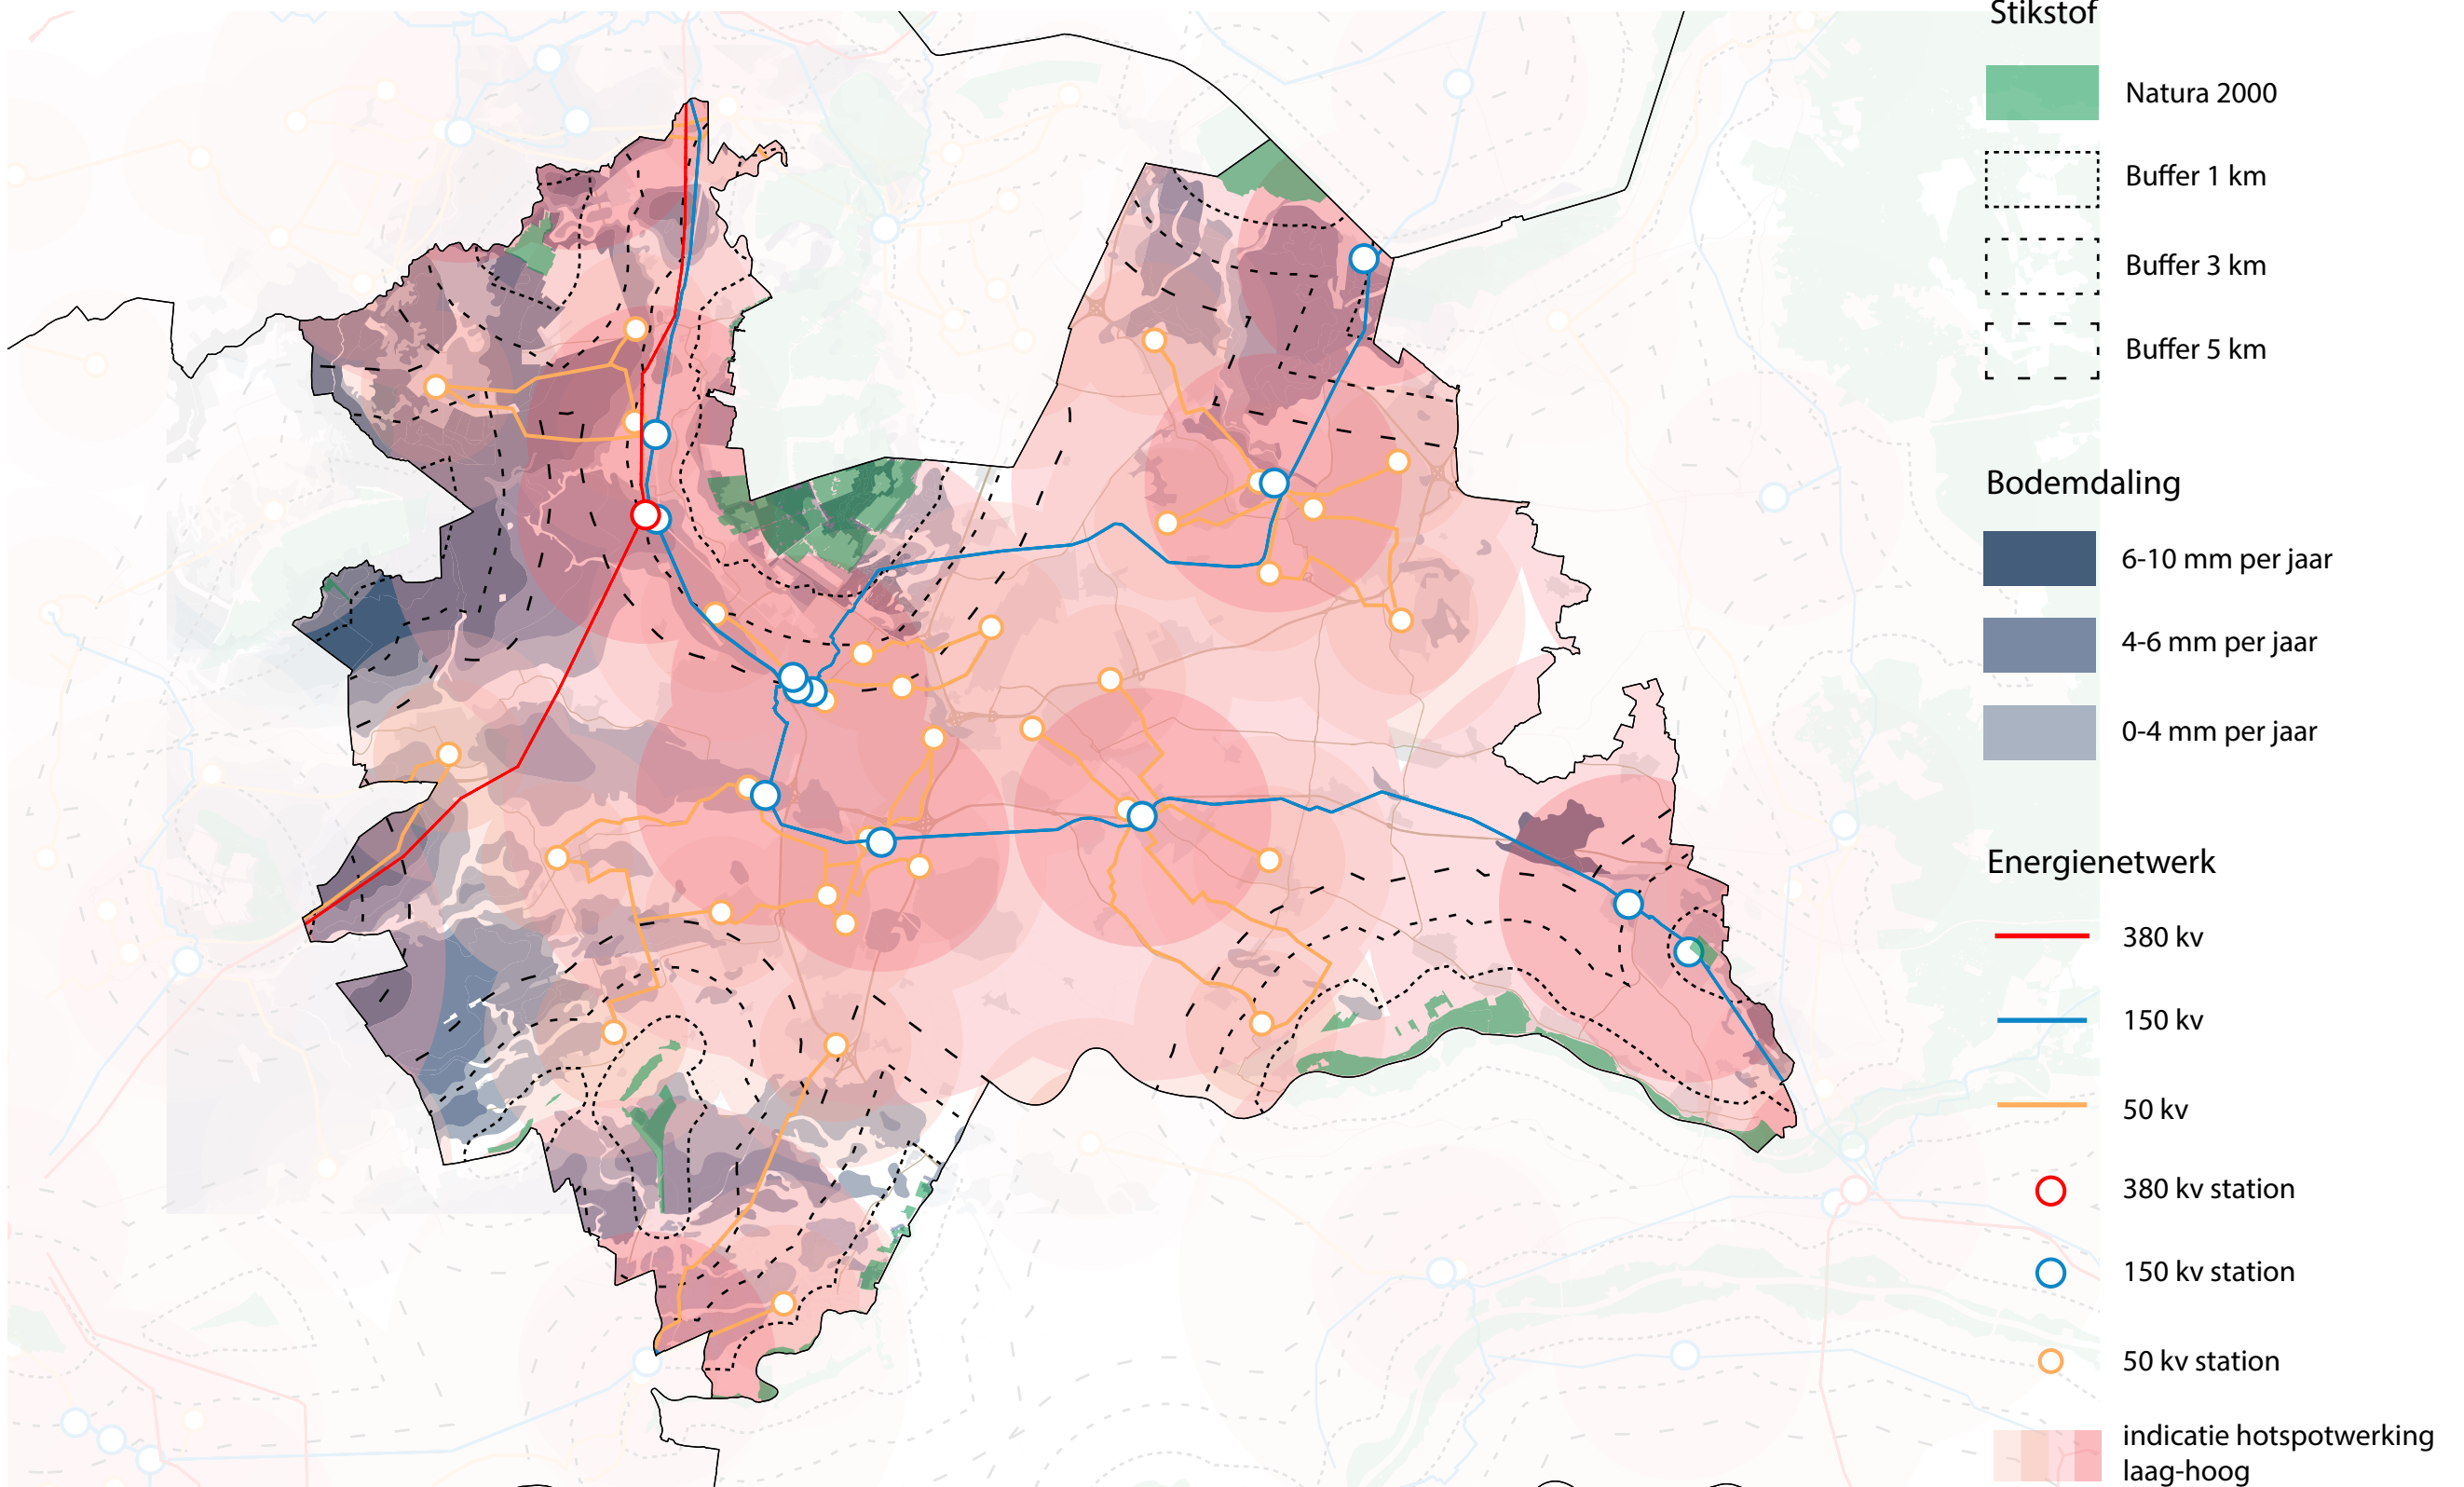 Stikstof
Natura 2000
Buffer 1 km
Buffer 3 km
Buffer 5 km
Bodemdaling
6-10 mm per jaar
4-6 mm per jaar
0-4 mm per jaar
Energienetwerk
380 kv
150 kv
50 kv
380 kv station
150 kv station
50 kv station
indicatie hotspotwerking
laag-hoog